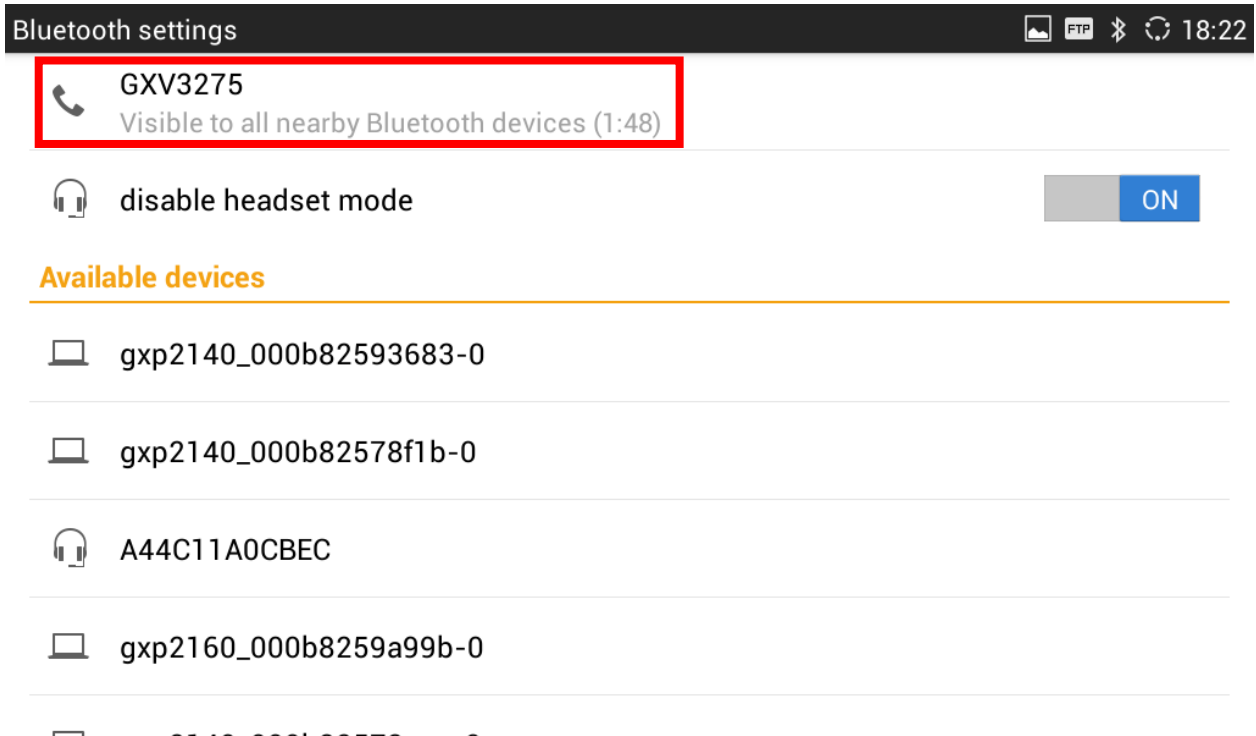 Bluetooth settings FTP 18:22
GXV3275
Visible to all nearby Bluetooth devices (1:48)
disable headset mode ON
Available devices
gxp2140_000b82593683-0
gxp2140_000b82578f1b-0
A44C11A0CBEC
gxp2160_000b8259a99b-0